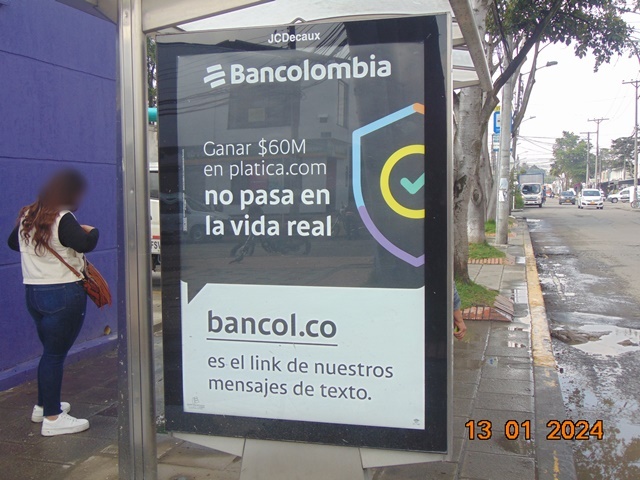 JCDecaux
Bancolombia
Ganar $60M
en platica.com
no pasa en
la vida real
bancol.co
es el link de nuestros
mensajes de texto.
13 01 2024